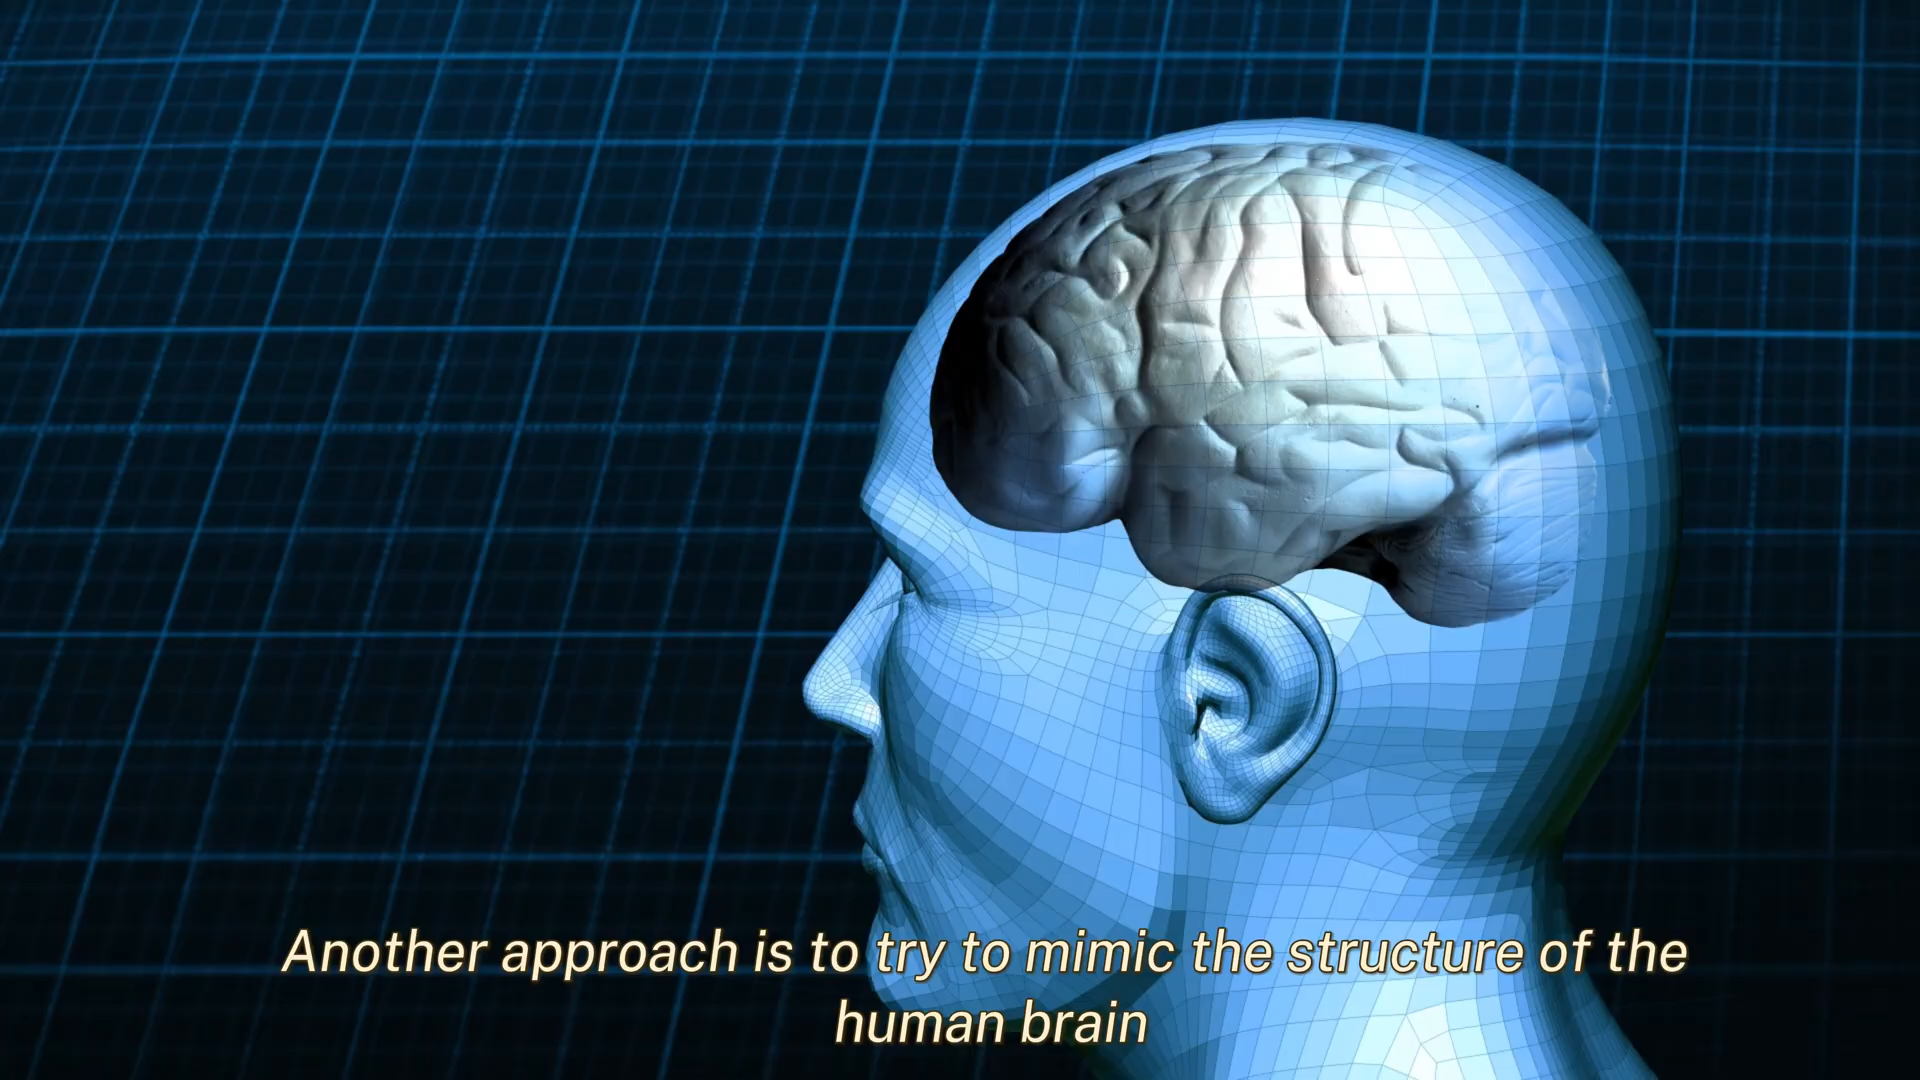 Another approach is to try to mimic the structure of the
human brain